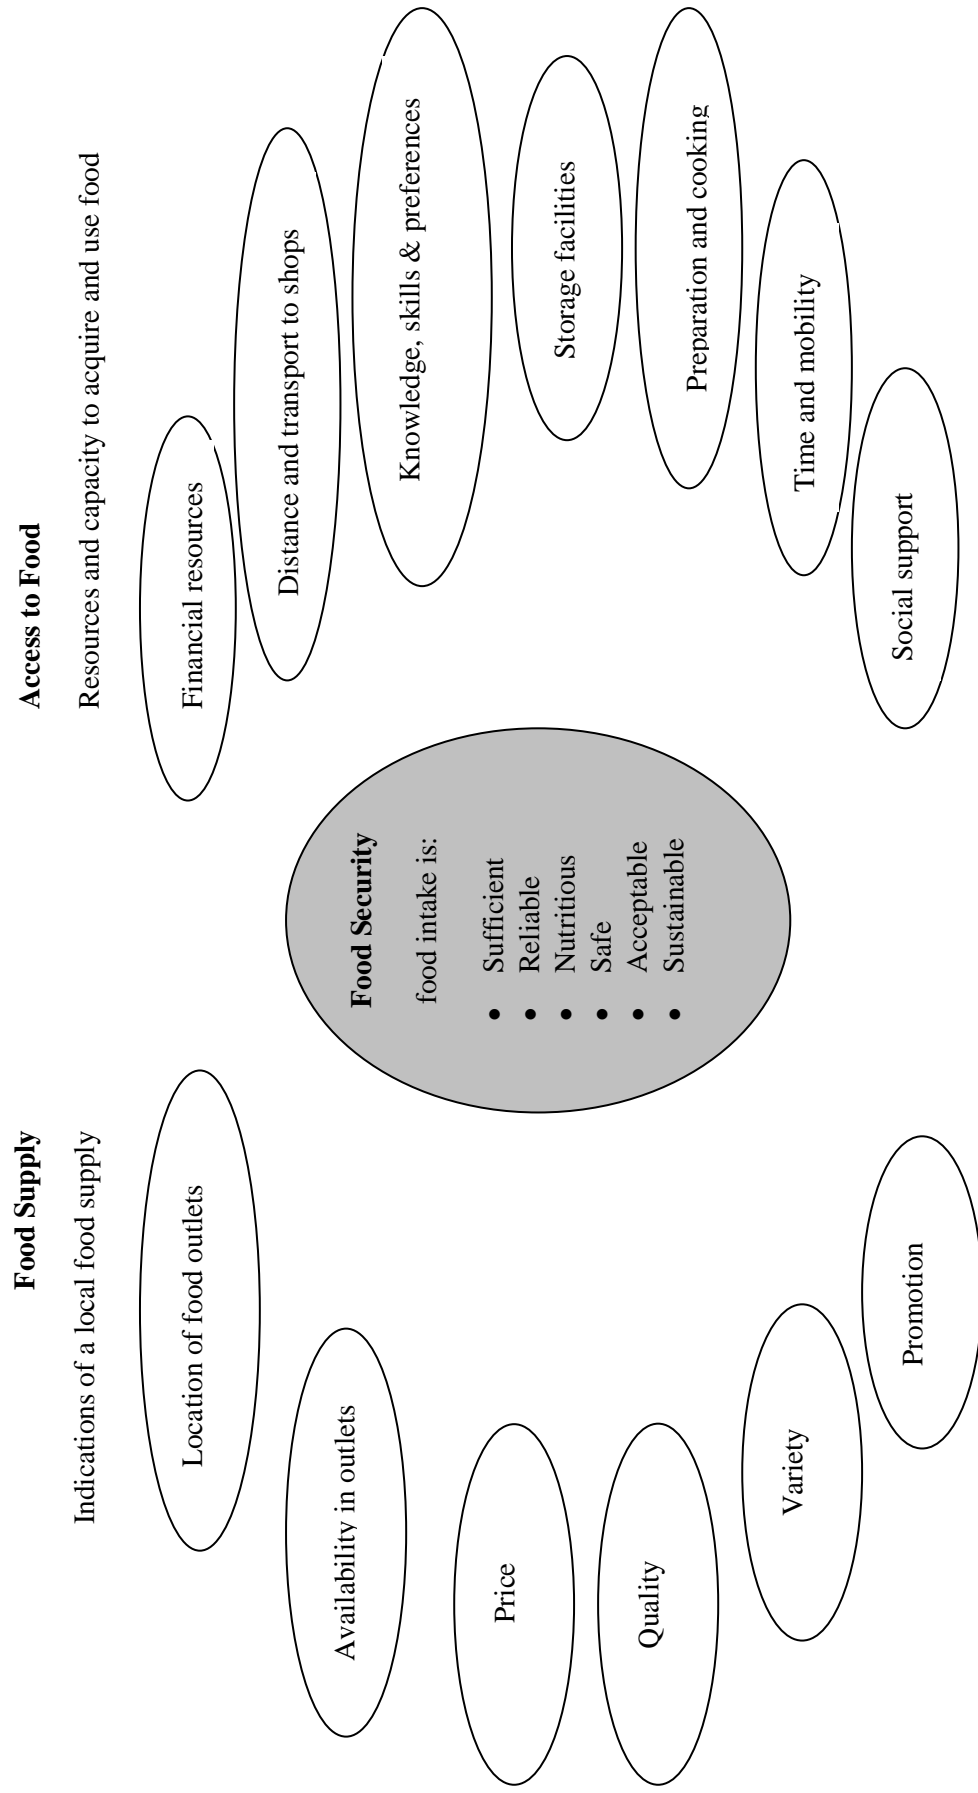 Food Supply
Indications of a local food supply
Location of food outlets
Availability in outlets
Price
Quality
Variety
Promotion
Food Security
food intake is:
• Sufficient
• Reliable
• Nutritious
• Safe
• Acceptable
• Sustainable
Access to Food
Resources and capacity to acquire and use food
Financial resources
Distance and transport to shops
Knowledge, skills & preferences
Storage facilities
Preparation and cooking
Time and mobility
Social support